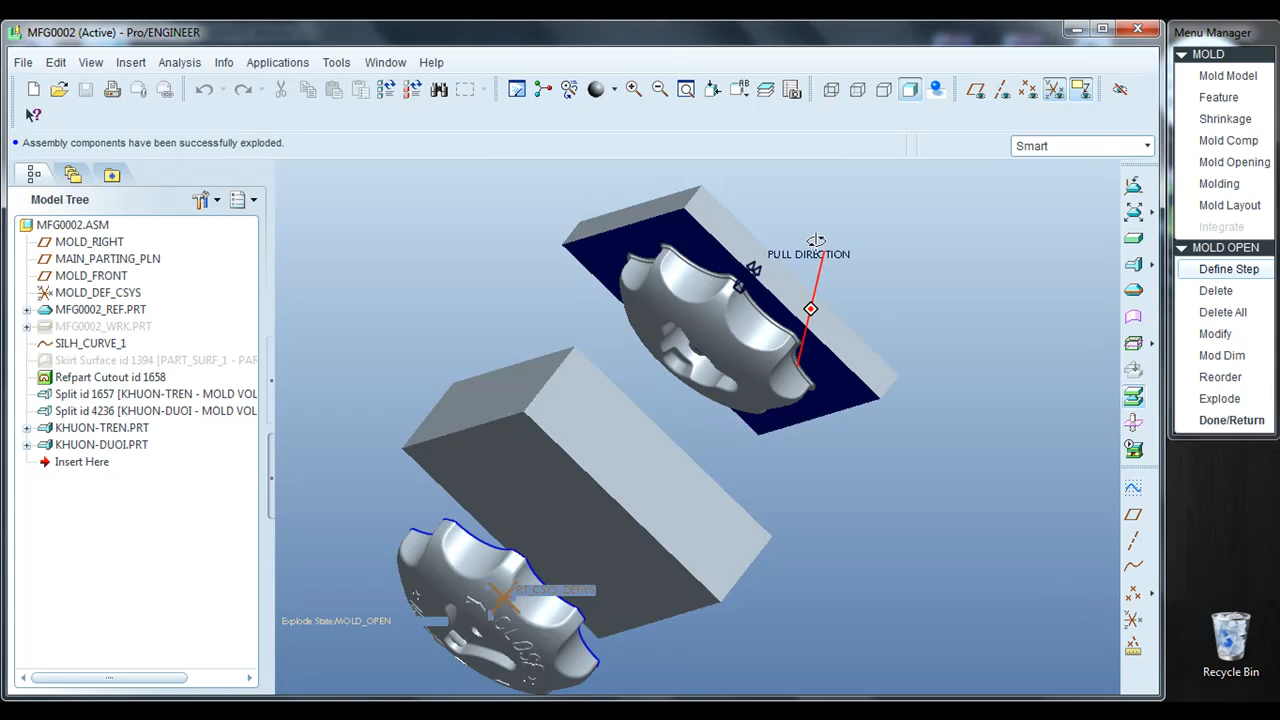 MFG0002 (Active) - Pro/ENGINEER
File Edit View Insert Analysis Info Applications Tools Window Help
Assembly components have been successfully exploded.
Smart
Model Tree
MFG0002.ASM
MOLD_RIGHT
MAIN_PARTING_PLN
MOLD_FRONT
MOLD_DEF_CSYS
MFG0002_REF.PRT
MFG0002_WRK.PRT
SILH_CURVE_1
Skirt Surface id 1394 [PART_SURF_1 - PAR
Refpart Cutout id 1658
Split id 1657 [KHUON-TREN - MOLD VOL
Split id 4236 [KHUON-DUOI - MOLD VOL
KHUON-TREN.PRT
KHUON-DUOI.PRT
Insert Here
PULL DIRECTION
PRT_CSYS_DEF
Explode State:MOLD_OPEN
Menu Manager
MOLD
Mold Model
Feature
Shrinkage
Mold Comp
Mold Opening
Molding
Mold Layout
Integrate
MOLD OPEN
Define Step
Delete
Delete All
Modify
Mod Dim
Reorder
Explode
Done/Return
Recycle Bin